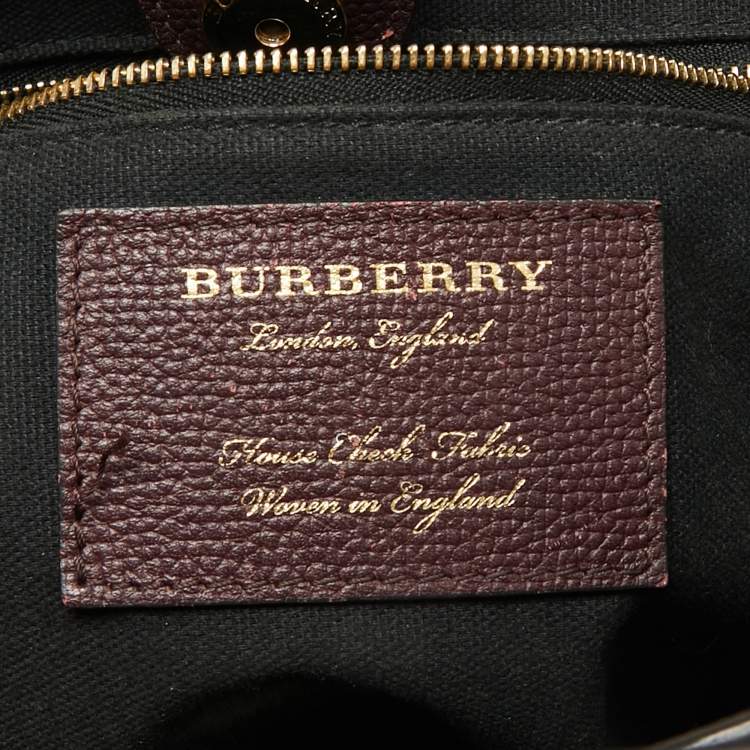 BURBERRY
London, England
House Check Fabric
Woven in England